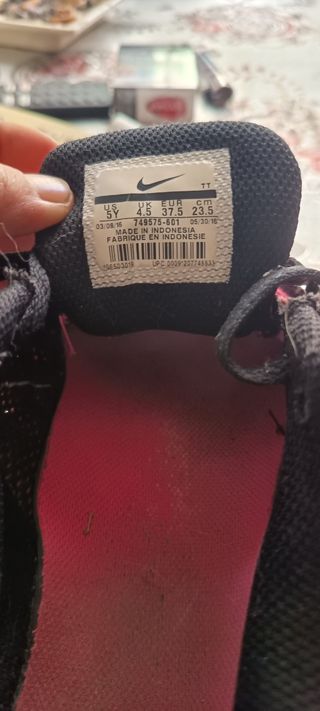 TT
US UK EUR cm
5Y 4.5 37.5 23.5
03/08/16 749575-601 05/30/16
MADE IN INDONESIA
FABRIQUE EN INDONESIE